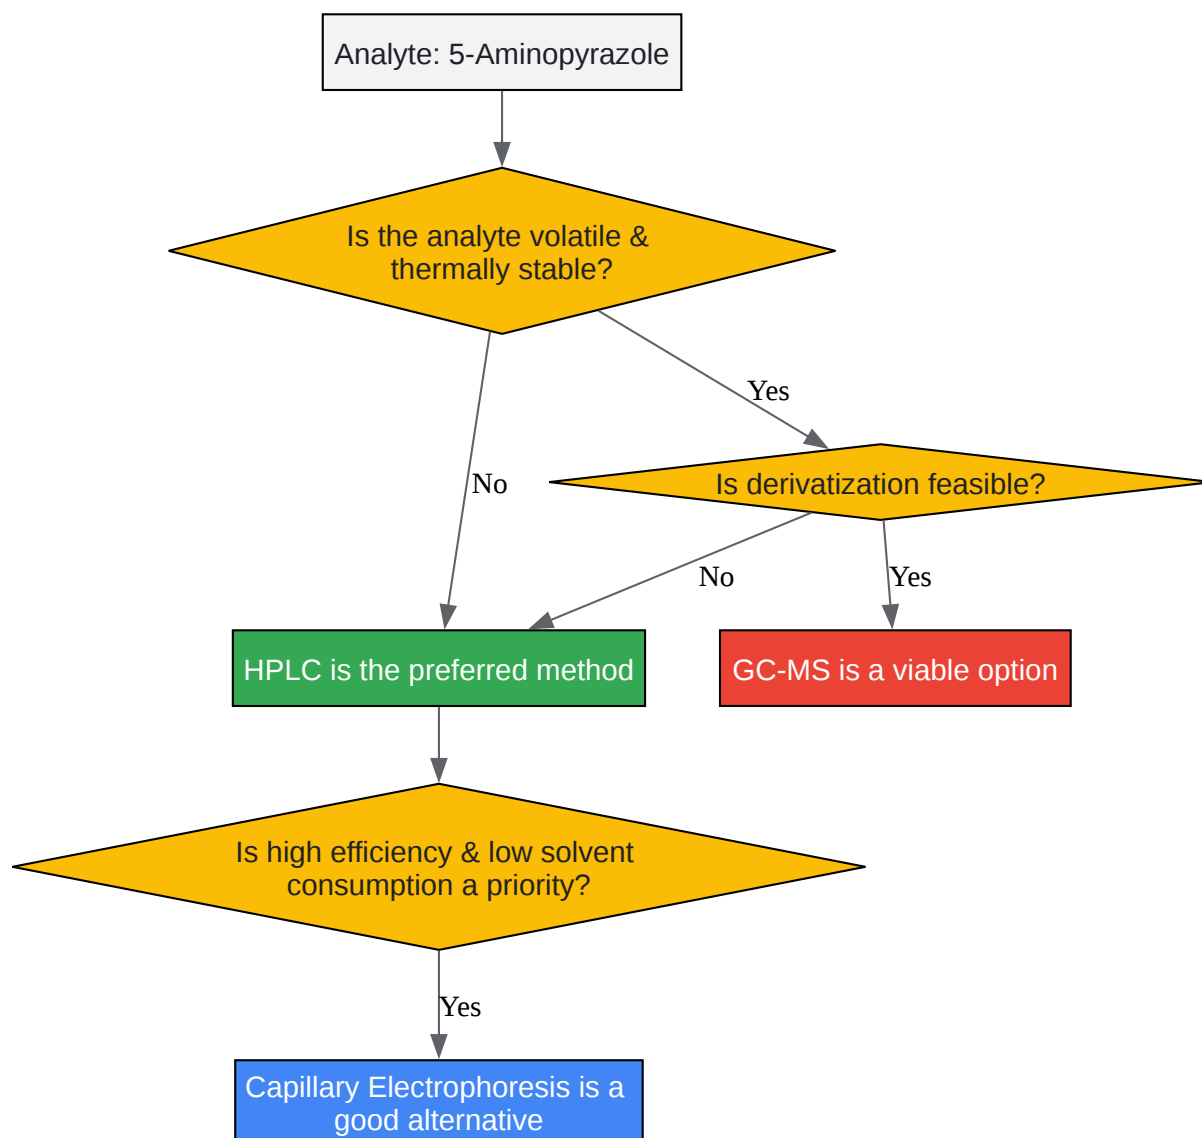 Analyte: 5-Aminopyrazole
Is the analyte volatile &
thermally stable?
Yes
No
Is derivatization feasible?
No
Yes
HPLC is the preferred method
GC-MS is a viable option
Is high efficiency & low solvent
consumption a priority?
Yes
Capillary Electrophoresis is a
good alternative